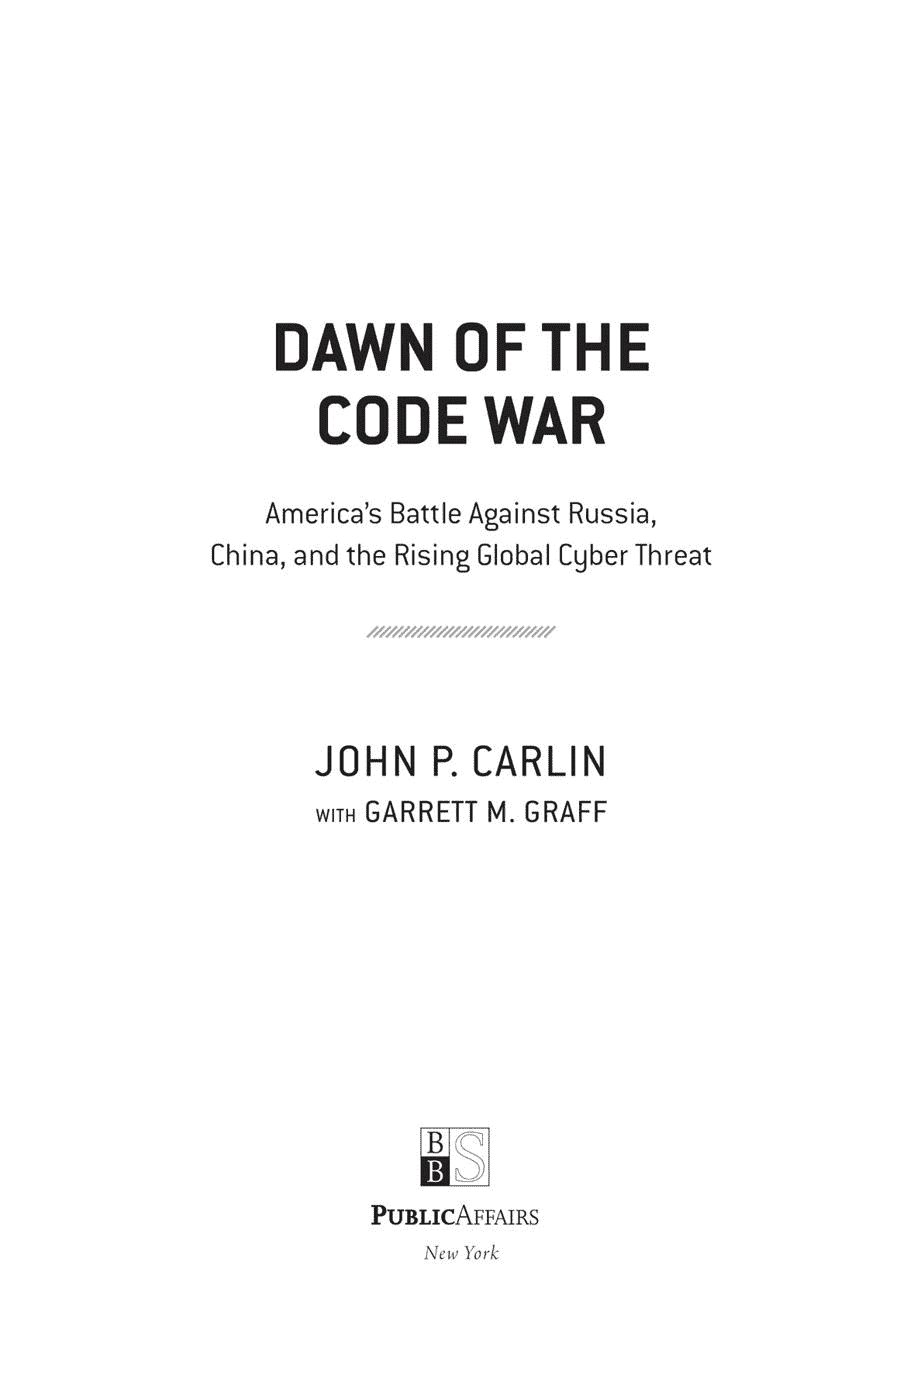 DAWN OF THE
CODE WAR
America's Battle Against Russia,
China, and the Rising Global Cyber Threat
JOHN P. CARLIN
WITH GARRETT M. GRAFF
B S
B
PUBLICAFFAIRS
New York